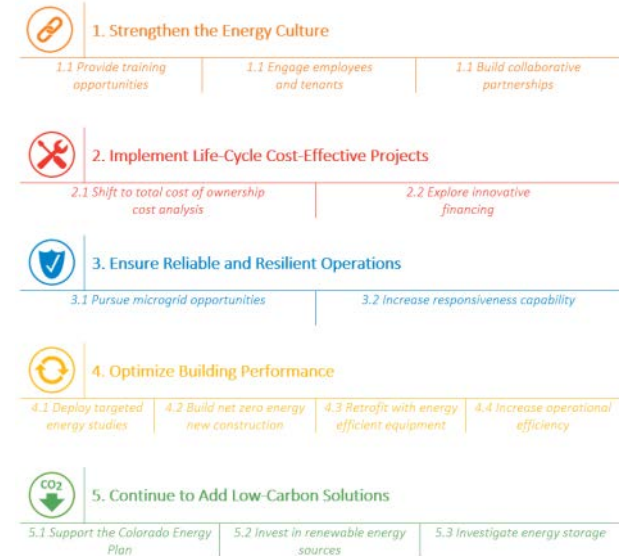 1. Strengthen the Energy Culture
1.1 Provide training
opportunities
1.1 Engage employees
and tenants
1.1 Build collaborative
partnerships
2. Implement Life-Cycle Cost-Effective Projects
2.1 Shift to total cost of ownership
cost analysis
2.2 Explore innovative
financing
3. Ensure Reliable and Resilient Operations
3.1 Pursue microgrid opportunities
3.2 Increase responsiveness capability
4. Optimize Building Performance
4.1 Deploy targeted
energy studies
4.2 Build net zero energy
new construction
4.3 Retrofit with energy
efficient equipment
4.4 Increase operational
efficiency
CO2
5. Continue to Add Low-Carbon Solutions
5.1 Support the Colorado Energy
Plan
5.2 Invest in renewable energy
sources
5.3 Investigate energy storage